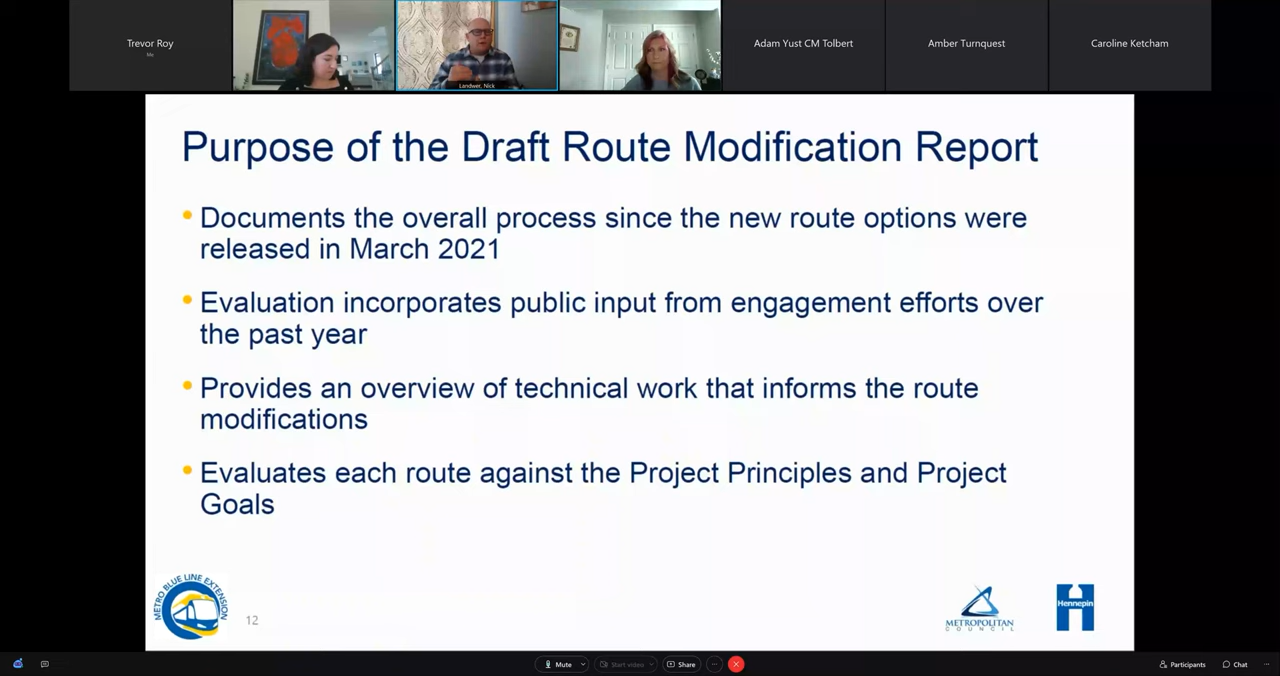 Trevor Roy
Me
Landwer, Nick
Adam Yust CM Tolbert
Amber Turnquest
Caroline Ketcham
Purpose of the Draft Route Modification Report
• Documents the overall process since the new route options were
released in March 2021
• Evaluation incorporates public input from engagement efforts over
the past year
• Provides an overview of technical work that informs the route
modifications
• Evaluates each route against the Project Principles and Project
Goals
METRO BLUE LINE EXTENSION
12
METROPOLITAN
COUNCIL
Hennepin
Mute
Start video
Share
Participants
Chat